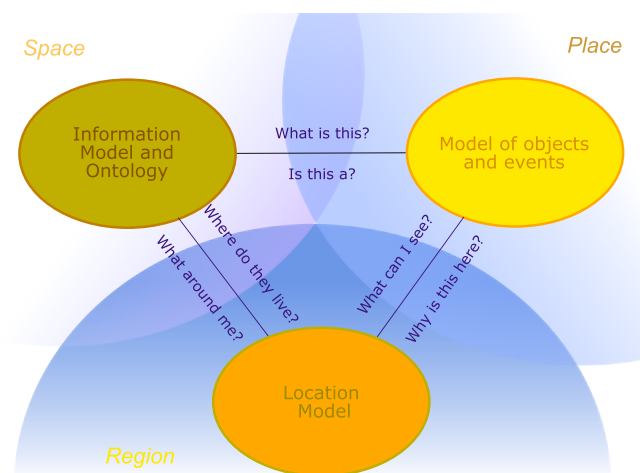 Space
Place
Information
Model and
Ontology
What is this?
Is this a?
Model of objects
and events
Where do they live?
What around me?
What can I see?
Why is this here?
Location
Model
Region